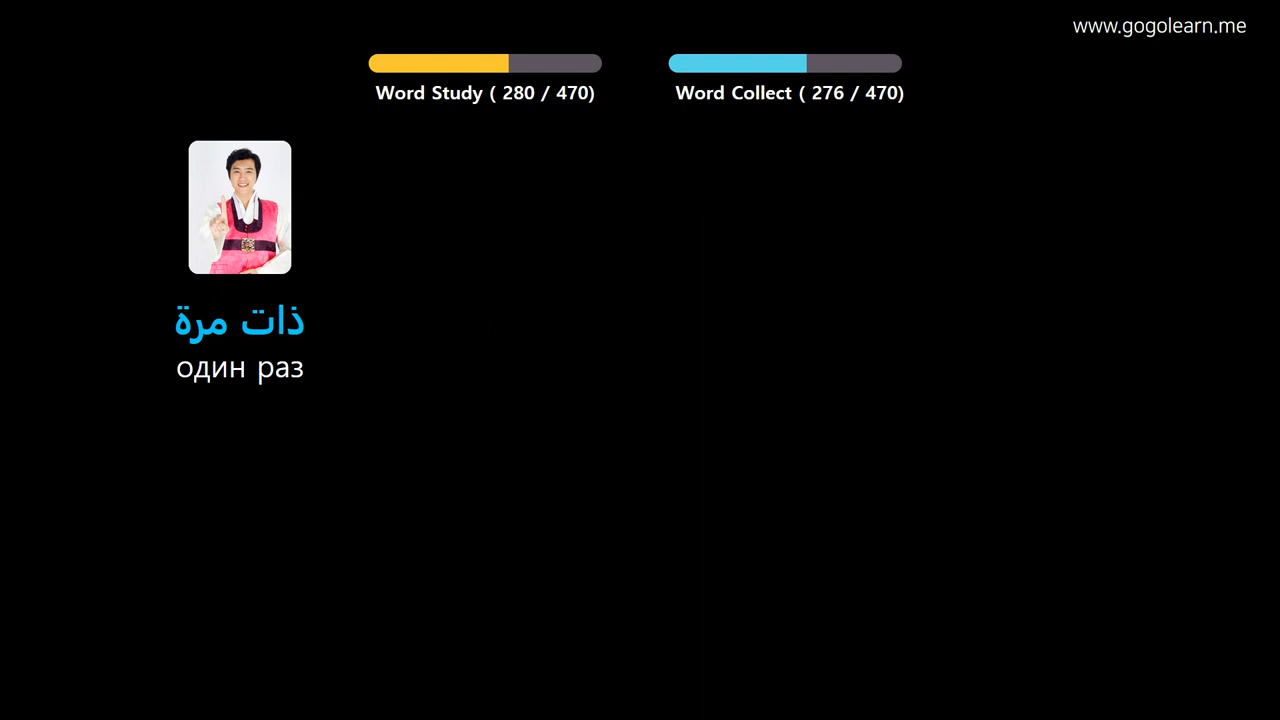 www.gogolearn.me
Word Study ( 280 / 470)
Word Collect ( 276 / 470)
ذات مرة
один раз